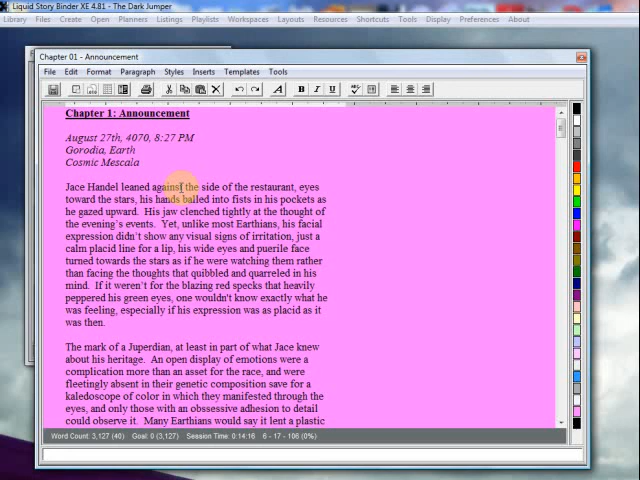 Liquid Story Binder XE 4.81 - The Dark Jumper
Library Files Create Open Planners Listings Playlists Workspaces Layouts Resources Shortcuts Tools Display Preferences About
Chapter 01 - Announcement
File Edit Format Paragraph Styles Inserts Templates Tools
A B I U ABC
Chapter 1: Announcement
August 27th, 4070, 8:27 PM
Gorodia, Earth
Cosmic Mescala
Jace Handel leaned against the side of the restaurant, eyes
toward the stars, his hands balled into fists in his pockets as
he gazed upward. His jaw clenched tightly at the thought of
the evening's events. Yet, unlike most Earthians, his facial
expression didn't show any visual signs of irritation, just a
calm placid line for a lip, his wide eyes and puerile face
turned towards the stars as if he were watching them rather
than facing the thoughts that quibbled and quarreled in his
mind. If it weren't for the blazing red specks that heavily
peppered his green eyes, one wouldn't know exactly what he
was feeling, especially if his expression was as placid as it
was then.
The mark of a Juperdian, at least in part of what Jace knew
about his heritage. An open display of emotions were a
complication more than an asset for the race, and were
fleetingly absent in their genetic composition save for a
kaledoscope of color in which they manifested through the
eyes, and only those with an obssessive adhesion to detail
could observe it. Many Earthians would say it lent a plastic
Word Count: 3,127 (40) Goal: 0 (3,127) Session Time: 0:14:16 6 - 17 - 106 (0%)